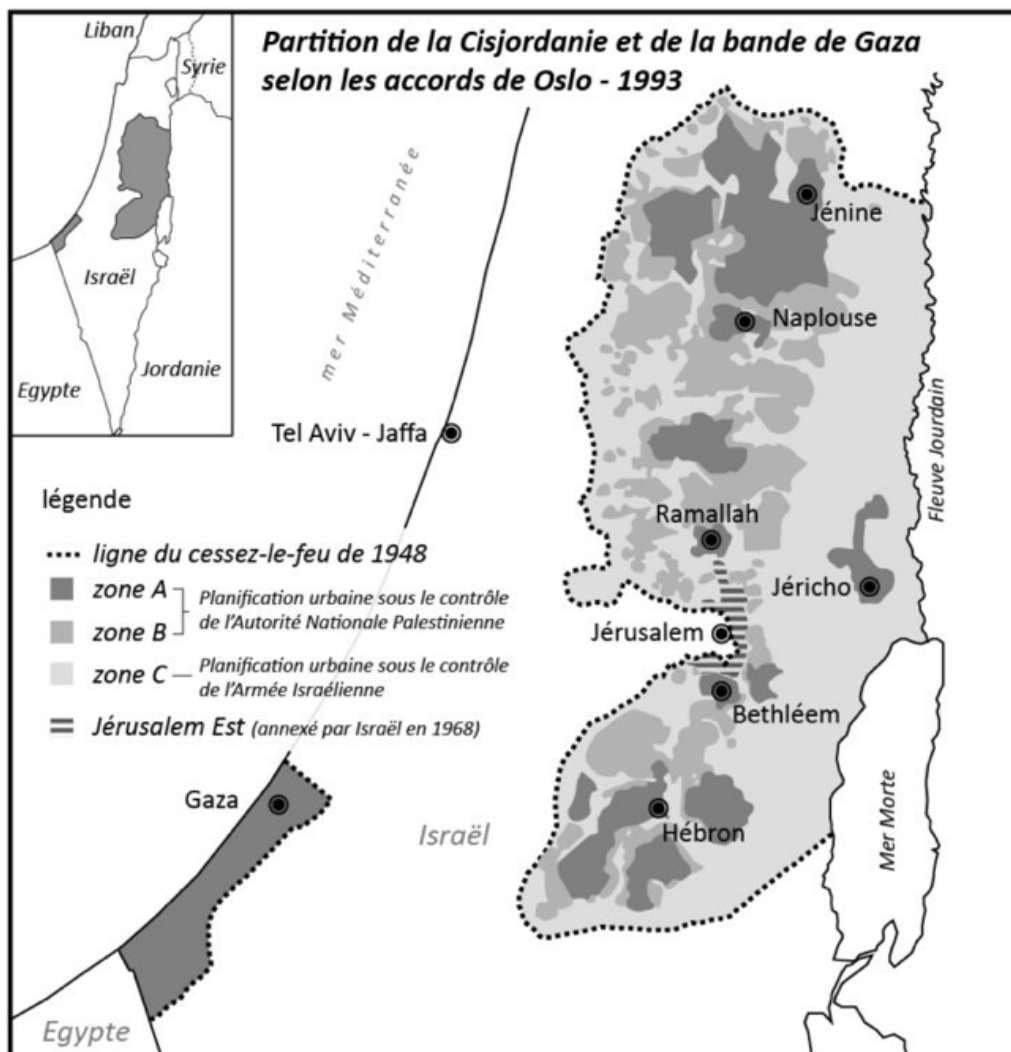 Partition de la Cisjordanie et de la bande de Gaza
selon les accords de Oslo - 1993
Liban
Syrie
Israël
Jordanie
Egypte
mer Méditerranée
Tel Aviv - Jaffa
Jénine
Naplouse
Ramallah
Jéricho
Jérusalem
Bethléem
Hébron
Fleuve Jourdain
Mer Morte
légende
ligne du cessez-le-feu de 1948
zone A
zone B
Planification urbaine sous le contrôle
de l'Autorité Nationale Palestinienne
zone C
Planification urbaine sous le contrôle
de l'Armée Israélienne
Jérusalem Est (annexé par Israël en 1968)
Gaza
Israël
Egypte